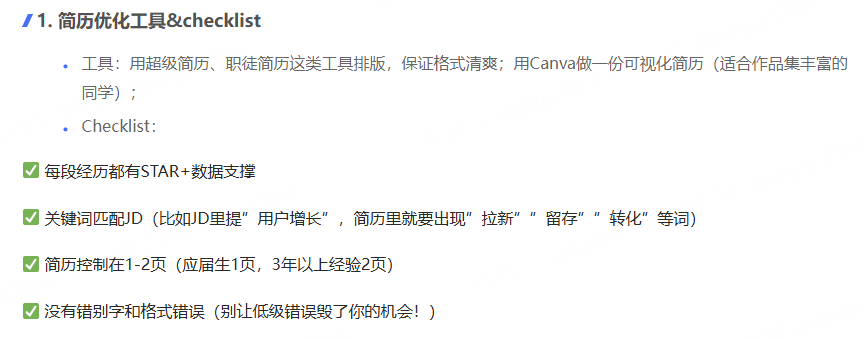 1. 简历优化工具&checklist
工具：用超级简历、职徒简历这类工具排版，保证格式清爽；用Canva做一份可视化简历（适合作品集丰富的
同学）；
Checklist：
✅ 每段经历都有STAR+数据支撑
✅ 关键词匹配JD（比如JD里提”用户增长”，简历里就要出现”拉新”“留存”“转化”等词）
✅ 简历控制在1-2页（应届生1页，3年以上经验2页）
✅ 没有错别字和格式错误（别让低级错误毁了你的机会！）